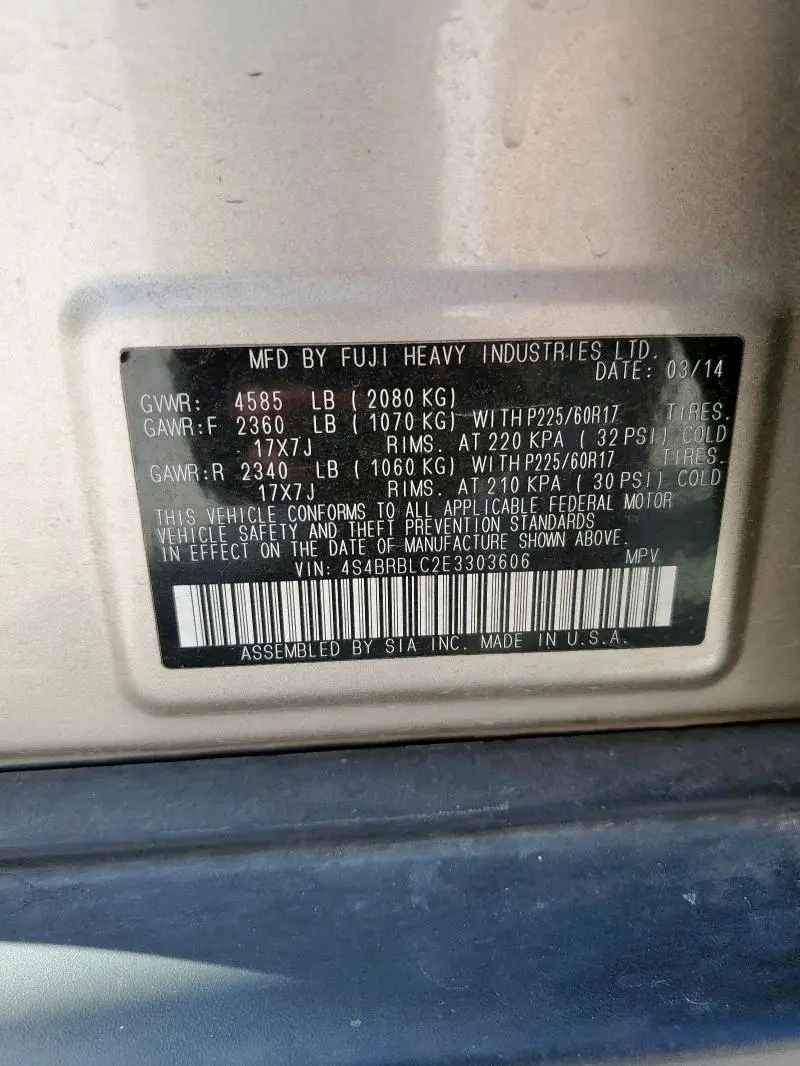 MFD BY FUJI HEAVY INDUSTRIES LTD.
DATE: 03/14
GVWR: 4585 LB ( 2080 KG)
GAWR:F 2360 LB ( 1070 KG) WITH P225/60R17 TIRES.
17X7J RIMS. AT 220 KPA ( 32 PSI) COLD
GAWR:R 2340 LB ( 1060 KG) WITH P225/60R17 TIRES.
17X7J RIMS. AT 210 KPA ( 30 PSI) COLD
THIS VEHICLE CONFORMS TO ALL APPLICABLE FEDERAL MOTOR
VEHICLE SAFETY AND THEFT PREVENTION STANDARDS
IN EFFECT ON THE DATE OF MANUFACTURE SHOWN ABOVE.
VIN: 4S4BRBLC2E3303606 MPV
ASSEMBLED BY SIA INC. MADE IN U.S.A.